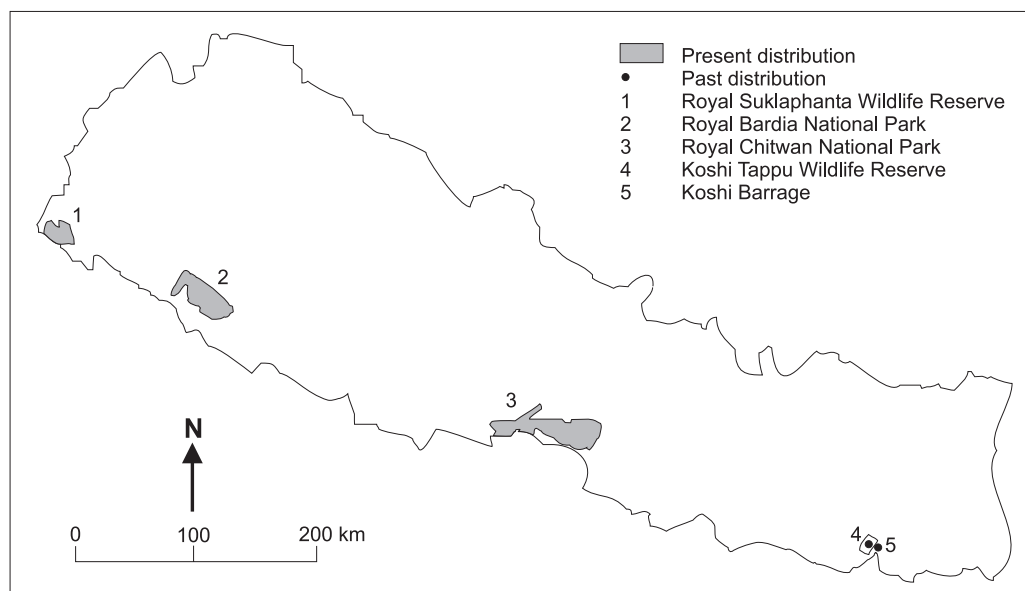 Present distribution
Past distribution
1 Royal Suklaphanta Wildlife Reserve
2 Royal Bardia National Park
3 Royal Chitwan National Park
4 Koshi Tappu Wildlife Reserve
5 Koshi Barrage
1
2
3
N
0 100 200 km
4 5